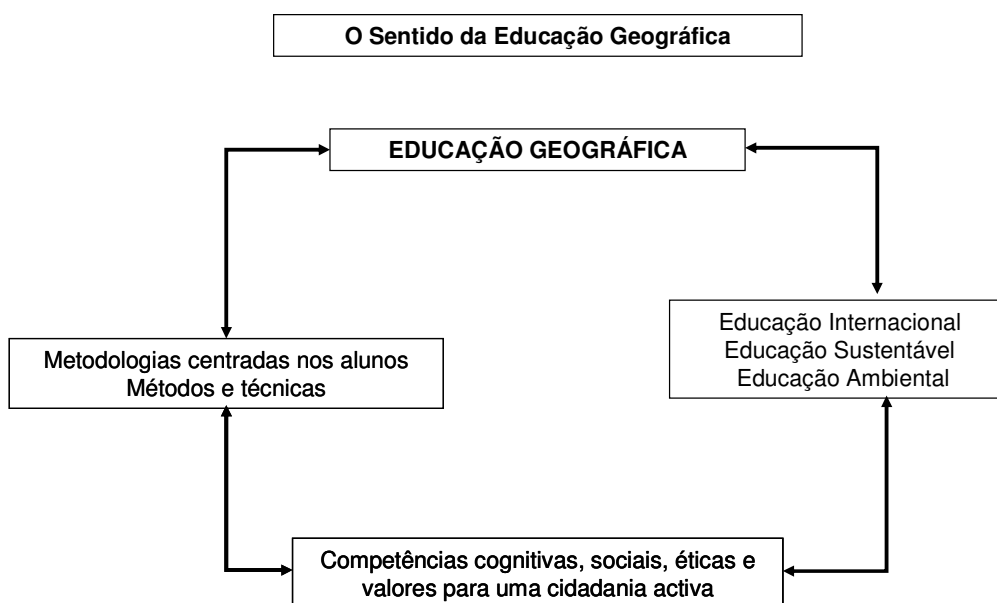 O Sentido da Educação Geográfica
EDUCAÇÃO GEOGRÁFICA
Metodologias centradas nos alunos
Métodos e técnicas
Educação Internacional
Educação Sustentável
Educação Ambiental
Competências cognitivas, sociais, éticas e
valores para uma cidadania activa